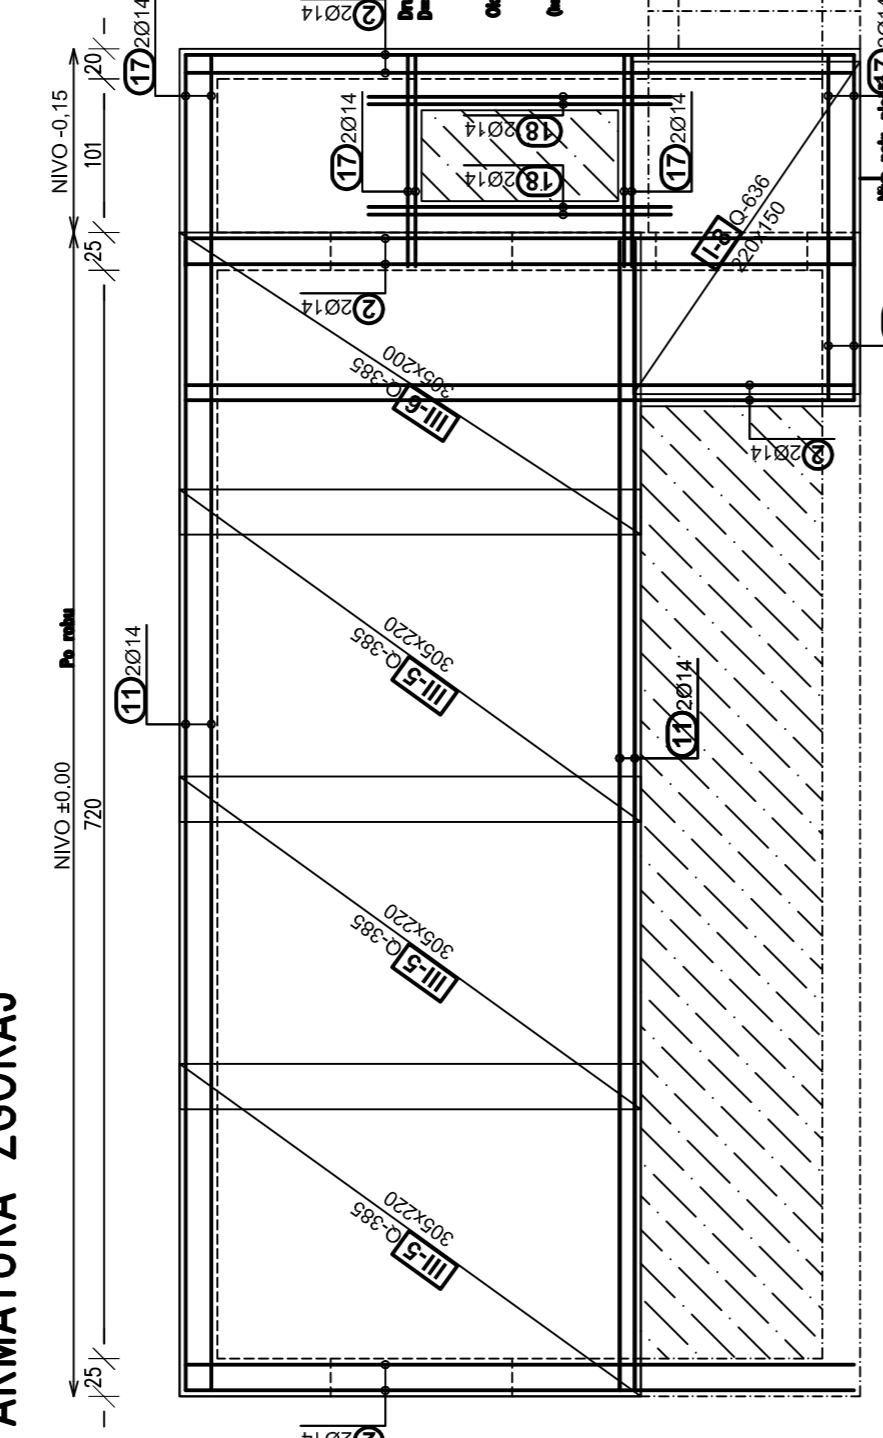 ARMATURA ZGORAJ
NIVO -0,15
NIVO ±0.00
Po robu
20
101
25
720
25
17 2Ø14
2 2Ø14
17 2Ø14
18 2Ø14
18 2Ø14
17 2Ø14
17 2Ø14
I-8 Q-636
220x150
2 2Ø14
III-6 Q-385
305x200
2 2Ø14
11 2Ø14
III-5 Q-385
305x220
11 2Ø14
III-5 Q-385
305x220
III-5 Q-385
305x220
2 2Ø14